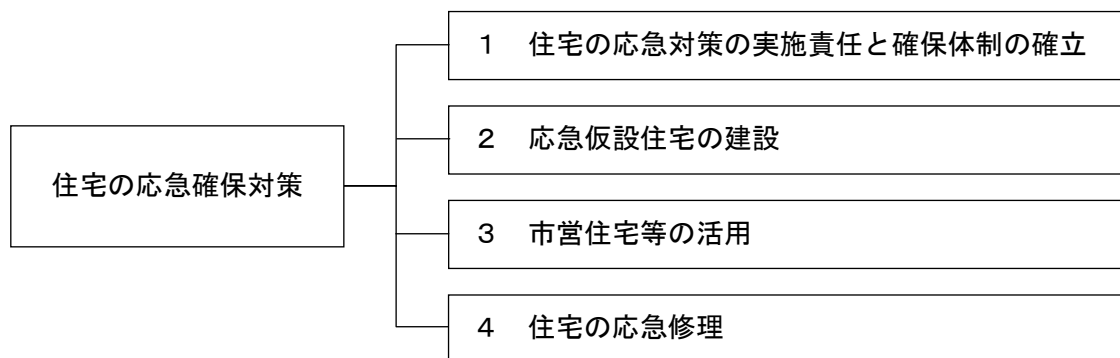 住宅の応急確保対策
１　住宅の応急対策の実施責任と確保体制の確立
２　応急仮設住宅の建設
３　市営住宅等の活用
４　住宅の応急修理